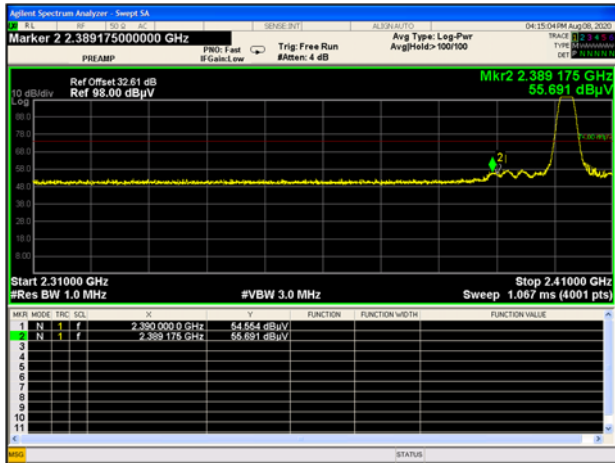 Agilent Spectrum Analyzer - Swept SA
RL RF 50 Ω AC SENSE:INT ALIGN AUTO 04:15:04 PM Aug 08, 2020
Marker 2 2.389175000000 GHz
PREAMP
PNO: Fast
IFGain:Low
Trig: Free Run
#Atten: 4 dB
Avg Type: Log-Pwr
Avg|Hold:>100/100
TRACE 1 2 3 4 5 6
TYPE MWWWWW
DET P N N N N N
Mkr2 2.389 175 GHz
55.691 dBµV
Ref Offset 32.61 dB
10 dB/div Ref 98.00 dBµV
Log
88.0
78.0
68.0
58.0
48.0
38.0
28.0
18.0
8.00
2
Start 2.31000 GHz Stop 2.41000 GHz
#Res BW 1.0 MHz #VBW 3.0 MHz Sweep 1.067 ms (4001 pts)
MKR MODE TRC SCL X Y FUNCTION FUNCTION WIDTH FUNCTION VALUE
1 N 1 f 2.390 000 0 GHz 54.554 dBµV
2 N 1 f 2.389 175 GHz 55.691 dBµV
3
4
5
6
7
8
9
10
11
MSG STATUS